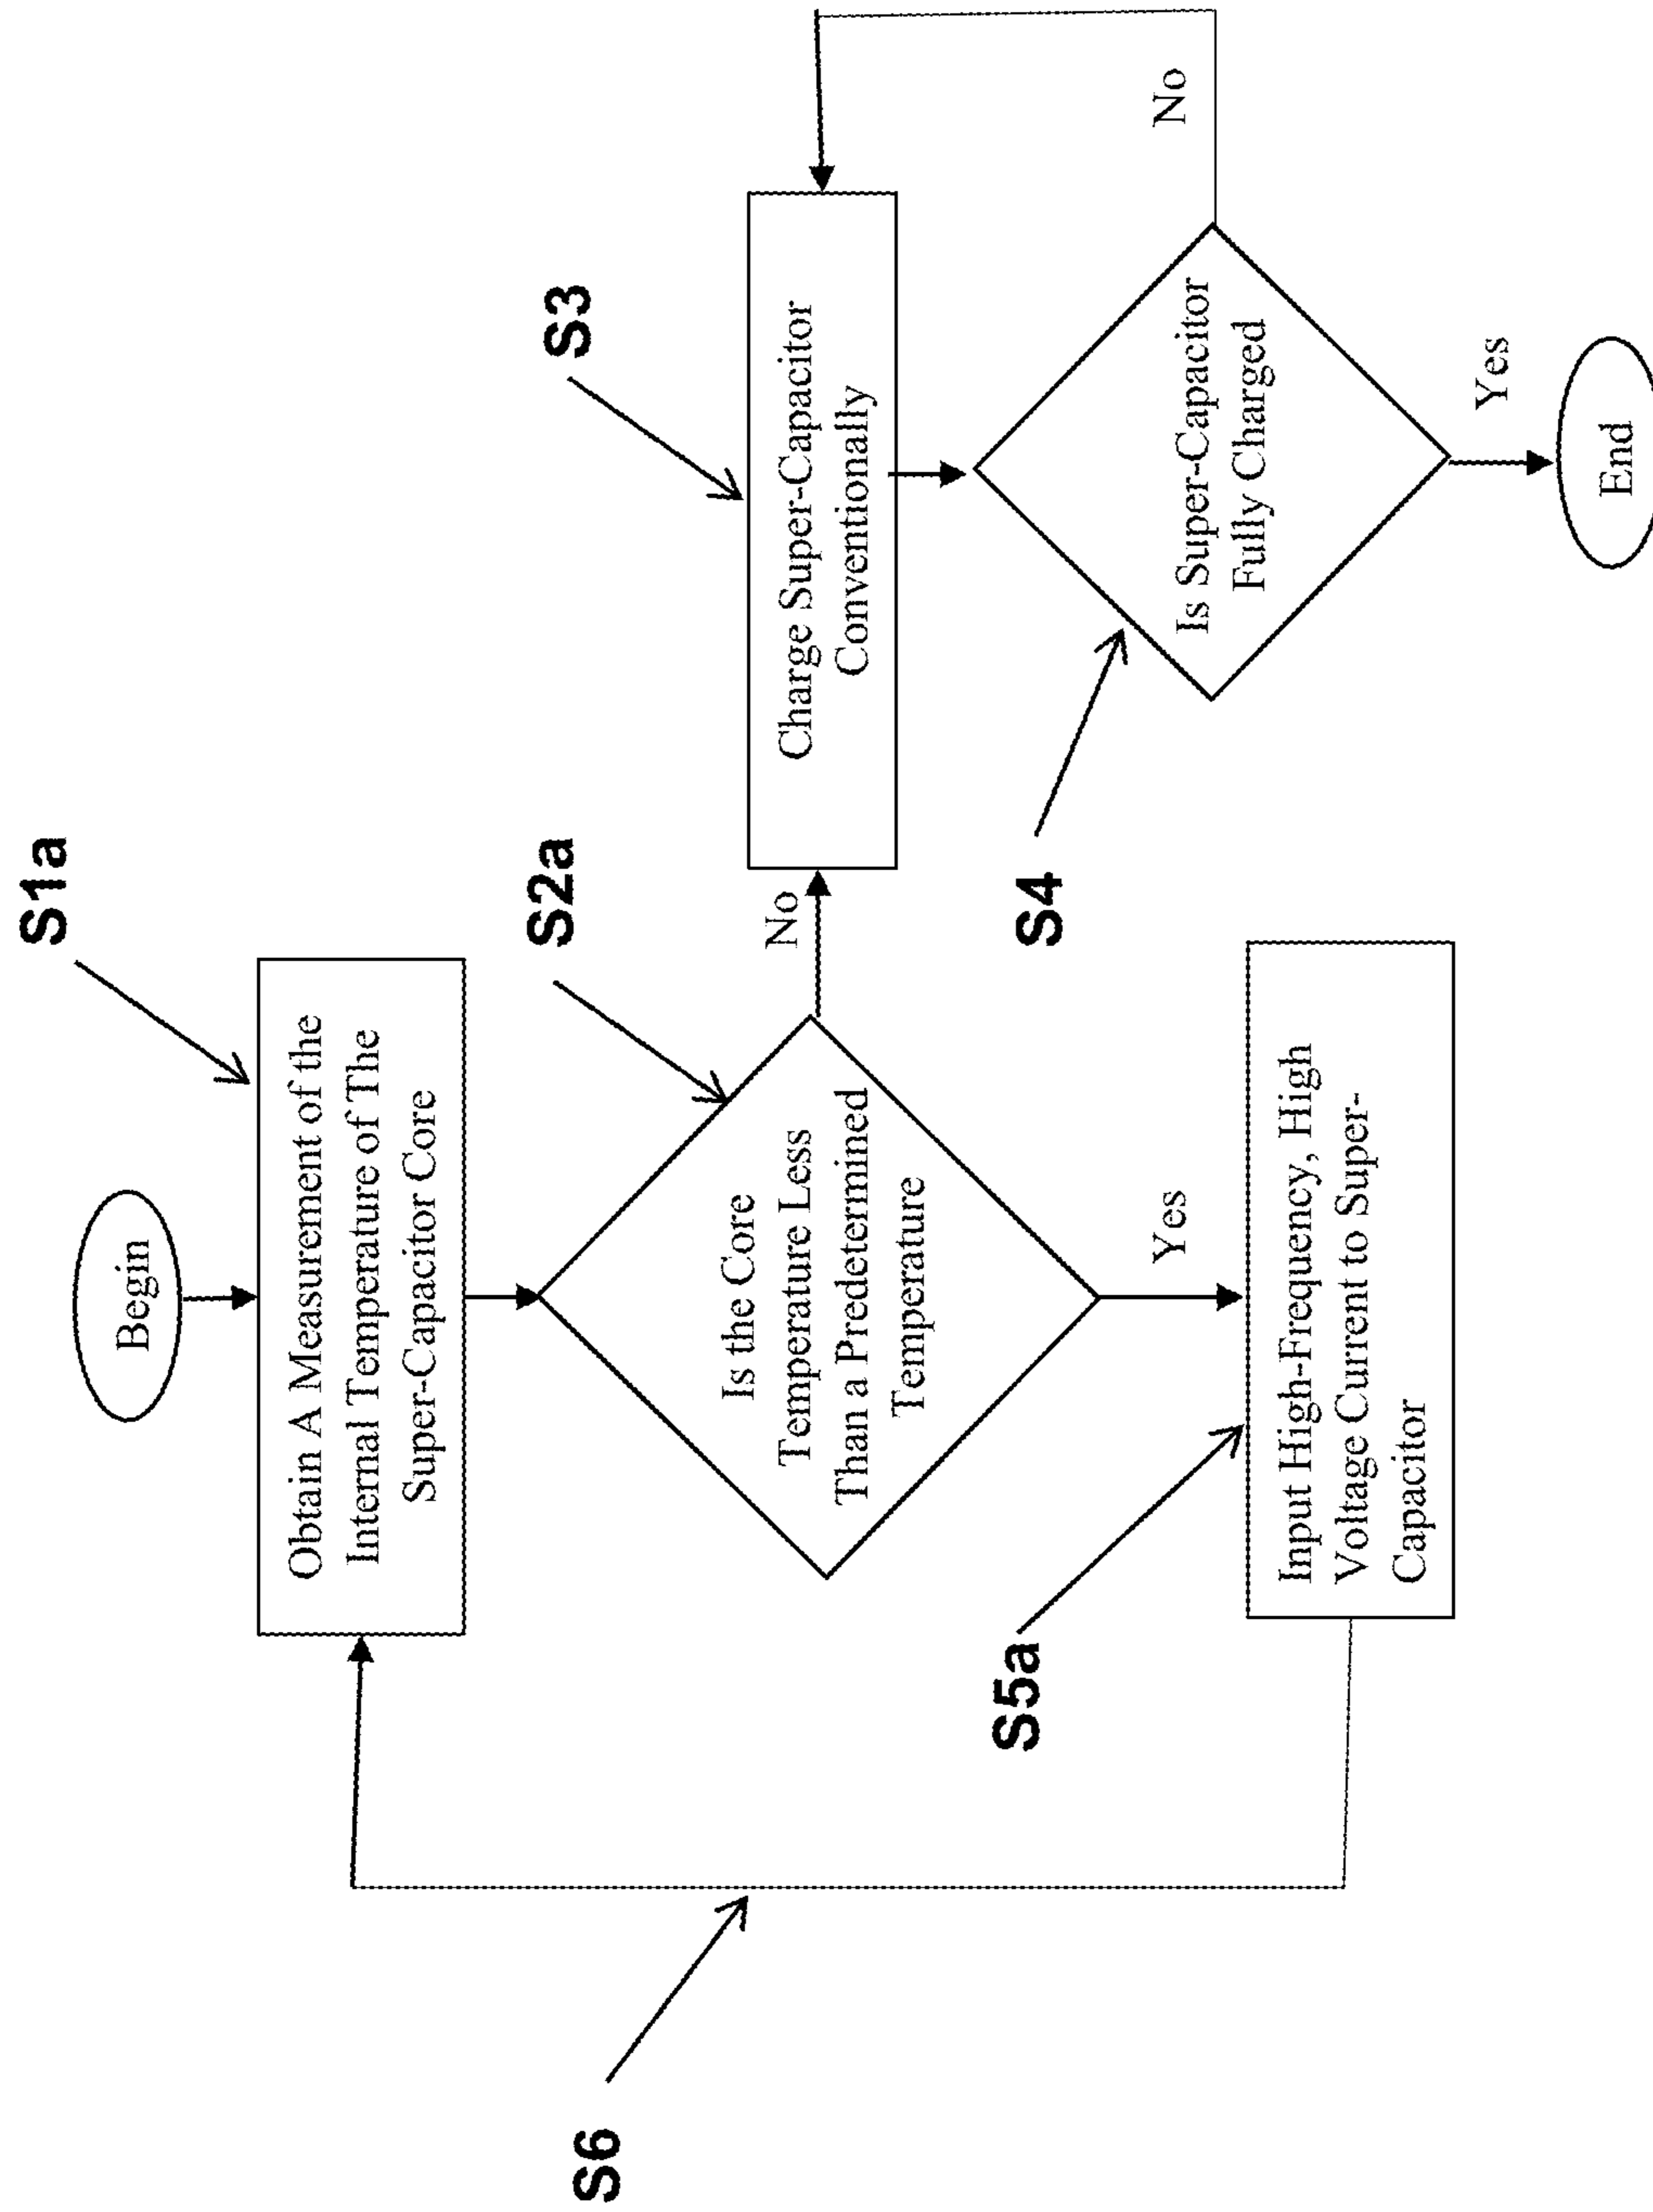 Begin
S1a
Obtain A Measurement of the
Internal Temperature of The
Super-Capacitor Core
S2a
Is the Core
Temperature Less
Than a Predetermined
Temperature
No
S3
Charge Super-Capacitor
Conventionally
S4
Is Super-Capacitor
Fully Charged
No
Yes
End
Yes
S5a
Input High-Frequency, High
Voltage Current to Super-
Capacitor
S6